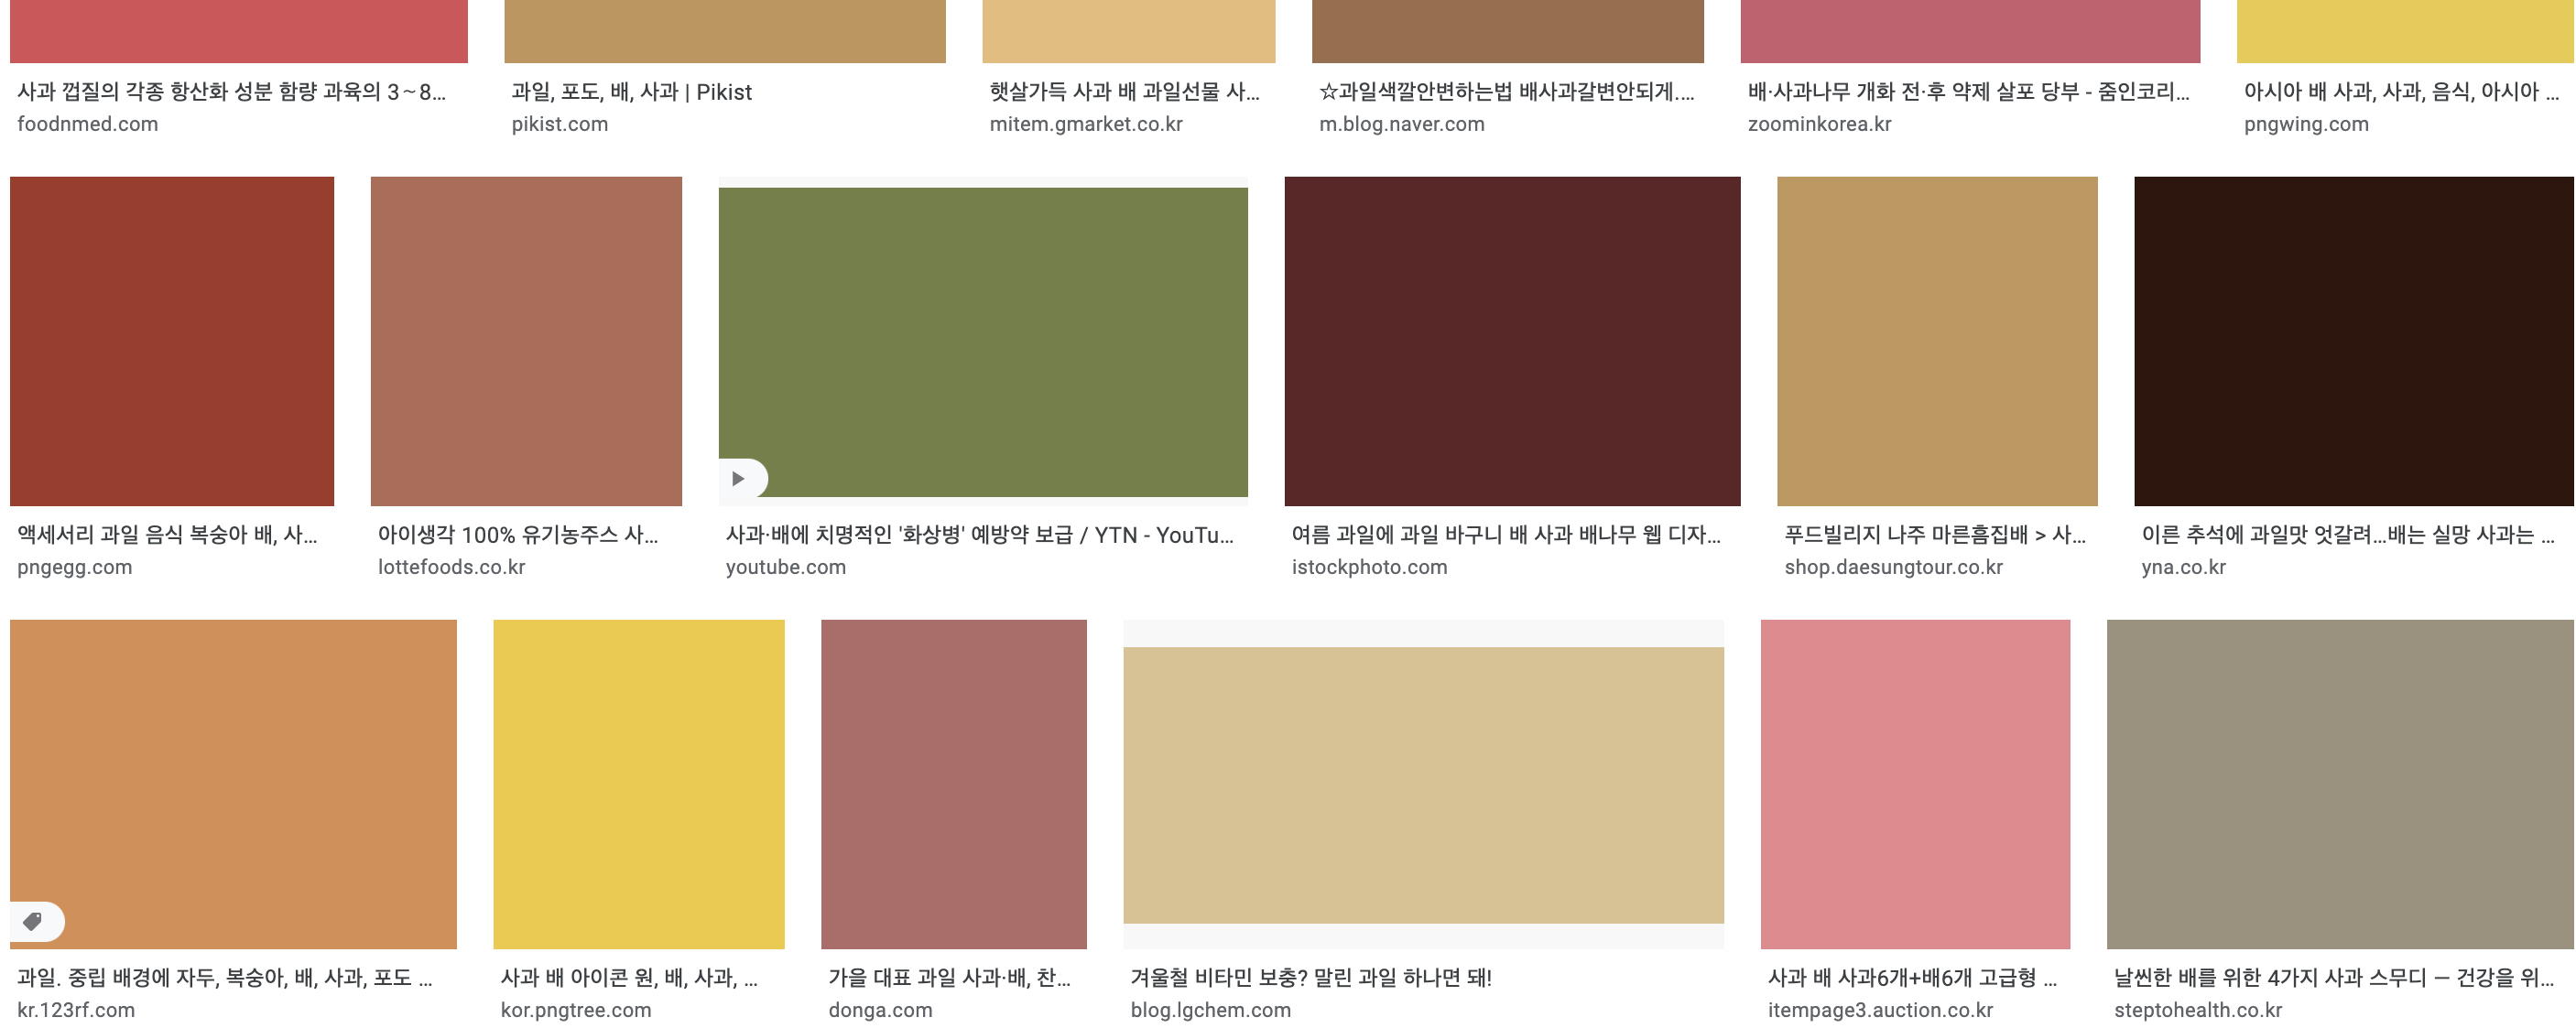 사과 껍질의 각종 항산화 성분 함량 과육의 3~8...
foodnmed.com
과일, 포도, 배, 사과 | Pikist
pikist.com
햇살가득 사과 배 과일선물 사...
mitem.gmarket.co.kr
☆과일색깔안변하는법 배사과갈변안되게....
m.blog.naver.com
배·사과나무 개화 전·후 약제 살포 당부 - 줌인코리...
zoominkorea.kr
아시아 배 사과, 사과, 음식, 아시아 ...
pngwing.com
액세서리 과일 음식 복숭아 배, 사...
pngegg.com
아이생각 100% 유기농주스 사...
lottefoods.co.kr
사과·배에 치명적인 '화상병' 예방약 보급 / YTN - YouTu...
youtube.com
여름 과일에 과일 바구니 배 사과 배나무 웹 디자...
istockphoto.com
푸드빌리지 나주 마른흠집배 > 사...
shop.daesungtour.co.kr
이른 추석에 과일맛 엇갈려...배는 실망 사과는 ...
yna.co.kr
과일. 중립 배경에 자두, 복숭아, 배, 사과, 포도 ...
kr.123rf.com
사과 배 아이콘 원, 배, 사과, ...
kor.pngtree.com
가을 대표 과일 사과·배, 찬...
donga.com
겨울철 비타민 보충? 말린 과일 하나면 돼!
blog.lgchem.com
사과 배 사과6개+배6개 고급형 ...
itempage3.auction.co.kr
날씬한 배를 위한 4가지 사과 스무디 — 건강을 위...
steptohealth.co.kr